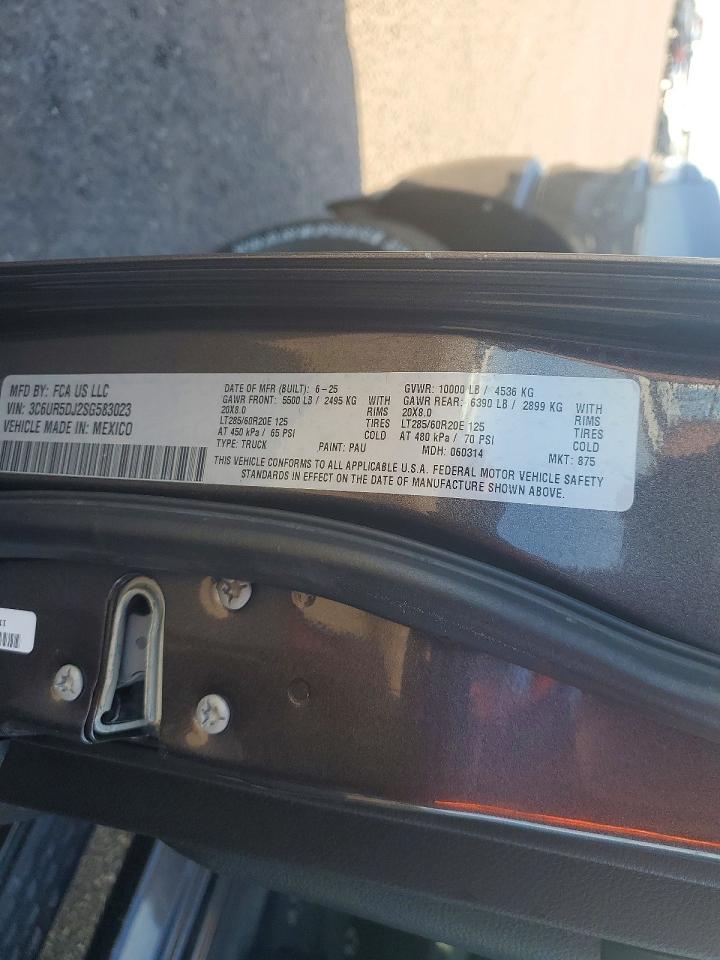 MFD BY: FCA US LLC
VIN: 3C6UR5DJ2SG583023
VEHICLE MADE IN: MEXICO
DATE OF MFR (BUILT): 6-25
GAWR FRONT: 5500 LB / 2495 KG WITH
20X8.0 RIMS
LT285/60R20E 125 TIRES
AT 450 kPa / 65 PSI COLD
TYPE: TRUCK PAINT: PAU
GVWR: 10000 LB / 4536 KG
GAWR REAR: 6390 LB / 2899 KG WITH
20X8.0 RIMS
LT285/60R20E 125 TIRES
AT 480 kPa / 70 PSI COLD
MDH: 060314 MKT: 875
THIS VEHICLE CONFORMS TO ALL APPLICABLE U.S.A. FEDERAL MOTOR VEHICLE SAFETY
STANDARDS IN EFFECT ON THE DATE OF MANUFACTURE SHOWN ABOVE.